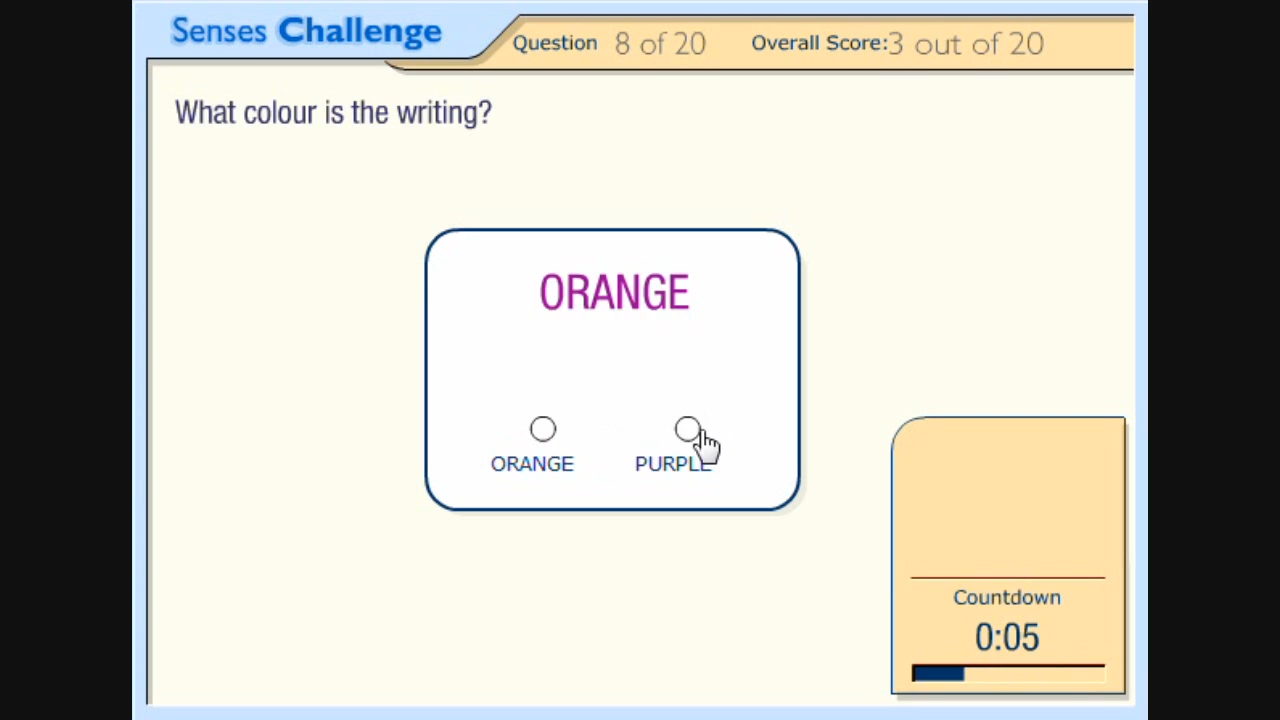 Senses Challenge
Question 8 of 20 Overall Score:3 out of 20
What colour is the writing?
ORANGE
ORANGE PURPLE
Countdown
0:05